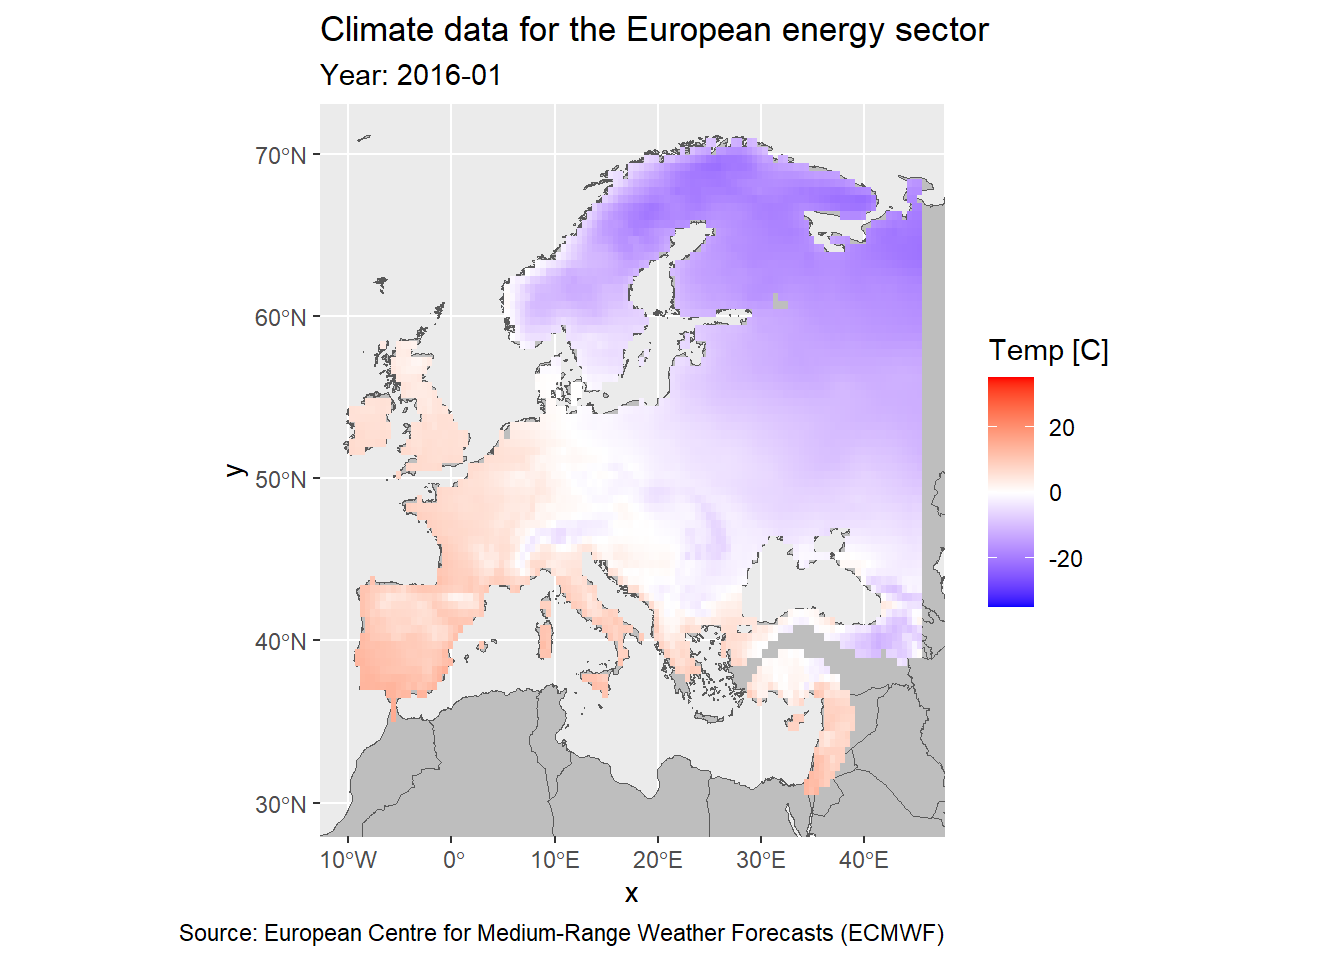 Climate data for the European energy sector
Year: 2016-01
70°N
60°N
50°N
40°N
30°N
y
10°W
0°
10°E
20°E
30°E
40°E
x
Temp [C]
20
0
-20
Source: European Centre for Medium-Range Weather Forecasts (ECMWF)